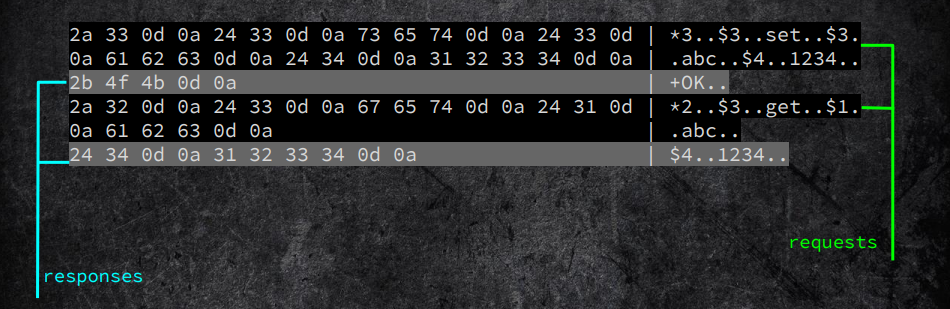 2a 33 0d 0a 24 33 0d 0a 73 65 74 0d 0a 24 33 0d | *3..$3..set..$3.
0a 61 62 63 0d 0a 24 34 0d 0a 31 32 33 34 0d 0a | .abc..$4..1234..
2b 4f 4b 0d 0a | +OK..
2a 32 0d 0a 24 33 0d 0a 67 65 74 0d 0a 24 31 0d | *2..$3..get..$1.
0a 61 62 63 0d 0a | .abc..
24 34 0d 0a 31 32 33 34 0d 0a | $4..1234..
requests
responses